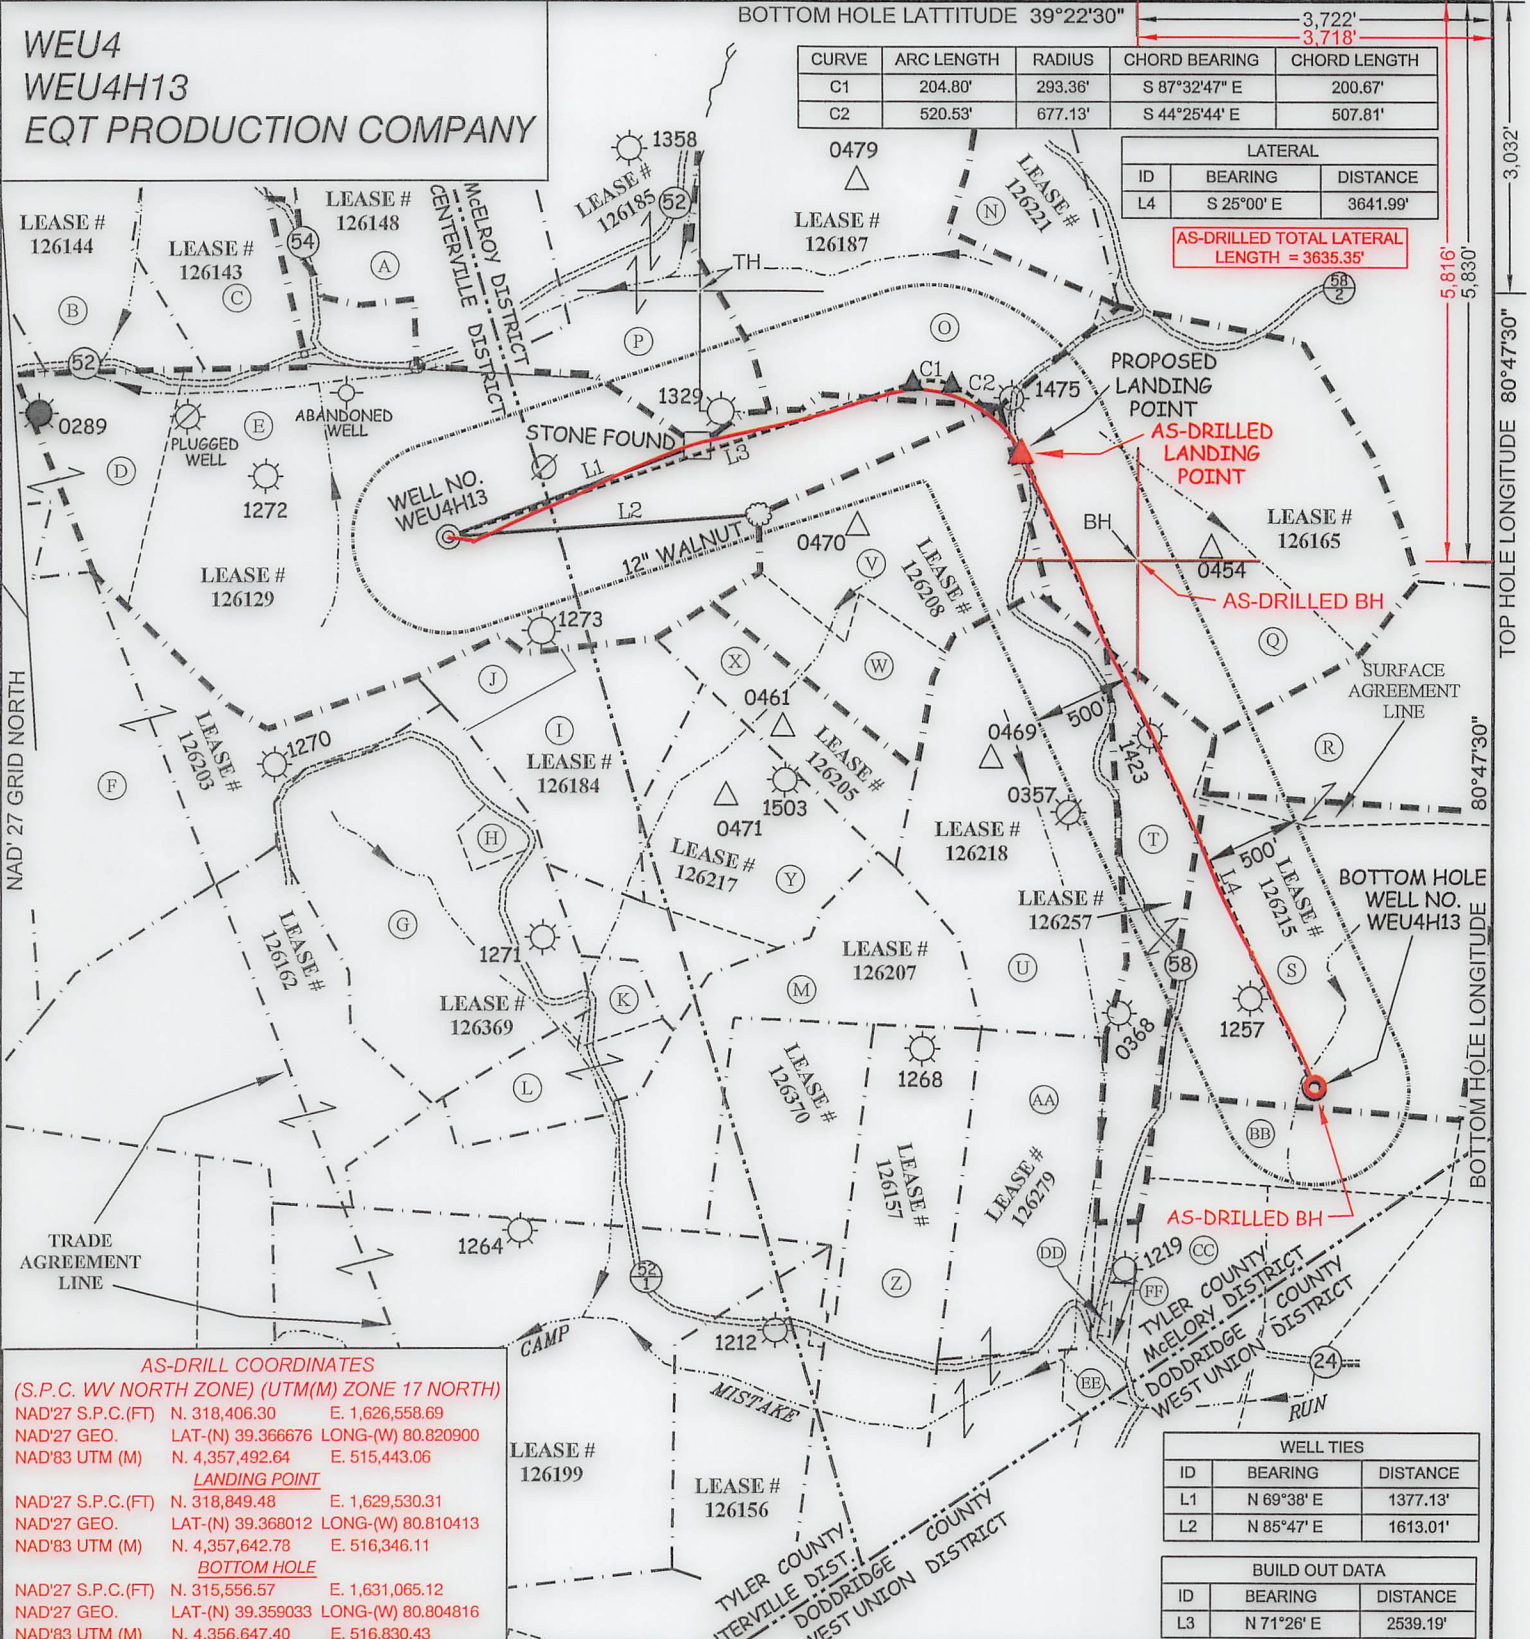 WEU4
WEU4H13
EQT PRODUCTION COMPANY
BOTTOM HOLE LATTITUDE 39°22'30"
3,722'
3,718'
CURVE ARC LENGTH RADIUS CHORD BEARING CHORD LENGTH
C1 204.80' 293.36' S 87°32'47" E 200.67'
C2 520.53' 677.13' S 44°25'44' E 507.81'
LATERAL
ID BEARING DISTANCE
L4 S 25°00' E 3641.99'
AS-DRILLED TOTAL LATERAL
LENGTH = 3635.35'
5,816'
5,830'
3,032'
TOP HOLE LONGITUDE 80°47'30"
80°47'30"
BOTTOM HOLE LONGITUDE
NAD' 27 GRID NORTH
LEASE #
126144
LEASE #
126143
LEASE #
126148
LEASE #
126185
LEASE #
126187
LEASE #
126221
1358
0479
52
54
A
B
C
N
McELROY DISTRICT
CENTERVILLE DISTRICT
TH
58
2
P
O
52
C1
C2
1475
1329
PROPOSED
LANDING
POINT
AS-DRILLED
LANDING
POINT
0289
PLUGGED
WELL
E
ABANDONED
WELL
D
1272
STONE FOUND
L1
L3
L2
WELL NO.
WEU4H13
12" WALNUT
0470
V
LEASE #
126208
BH
LEASE #
126165
0454
AS-DRILLED BH
LEASE #
126129
1273
J
X
W
Q
SURFACE
AGREEMENT
LINE
0461
500'
0469
R
LEASE #
126203
1270
I
LEASE #
126184
LEASE #
126205
1423
F
1503
0471
0357
H
LEASE #
126218
T
LEASE #
126217
Y
500'
L4
LEASE #
126215
BOTTOM HOLE
WELL NO.
WEU4H13
LEASE #
126257
G
LEASE #
126162
1271
LEASE #
126207
U
58
S
K
M
LEASE #
126369
1257
0368
L
LEASE #
126370
1268
AA
BB
LEASE #
126157
LEASE #
126279
AS-DRILLED BH
TRADE
AGREEMENT
LINE
1264
52
1
Z
DD
1219
CC
FF
1212
CAMP
MISTAKE
RUN
EE
24
TYLER COUNTY
McELORY DISTRICT
DODDRIDGE COUNTY
WEST UNION DISTRICT
AS-DRILL COORDINATES
(S.P.C. WV NORTH ZONE) (UTM(M) ZONE 17 NORTH)
NAD'27 S.P.C.(FT) N. 318,406.30 E. 1,626,558.69
NAD'27 GEO. LAT-(N) 39.366676 LONG-(W) 80.820900
NAD'83 UTM (M) N. 4,357,492.64 E. 515,443.06
LANDING POINT
NAD'27 S.P.C.(FT) N. 318,849.48 E. 1,629,530.31
NAD'27 GEO. LAT-(N) 39.368012 LONG-(W) 80.810413
NAD'83 UTM (M) N. 4,357,642.78 E. 516,346.11
BOTTOM HOLE
NAD'27 S.P.C.(FT) N. 315,556.57 E. 1,631,065.12
NAD'27 GEO. LAT-(N) 39.359033 LONG-(W) 80.804816
NAD'83 UTM (M) N. 4,356,647.40 E. 516,830.43
LEASE #
126199
LEASE #
126156
TYLER COUNTY
NTERVILLE DIST.
DODDRIDGE COUNTY
WEST UNION DISTRICT
WELL TIES
ID BEARING DISTANCE
L1 N 69°38' E 1377.13'
L2 N 85°47' E 1613.01'
BUILD OUT DATA
ID BEARING DISTANCE
L3 N 71°26' E 2539.19'